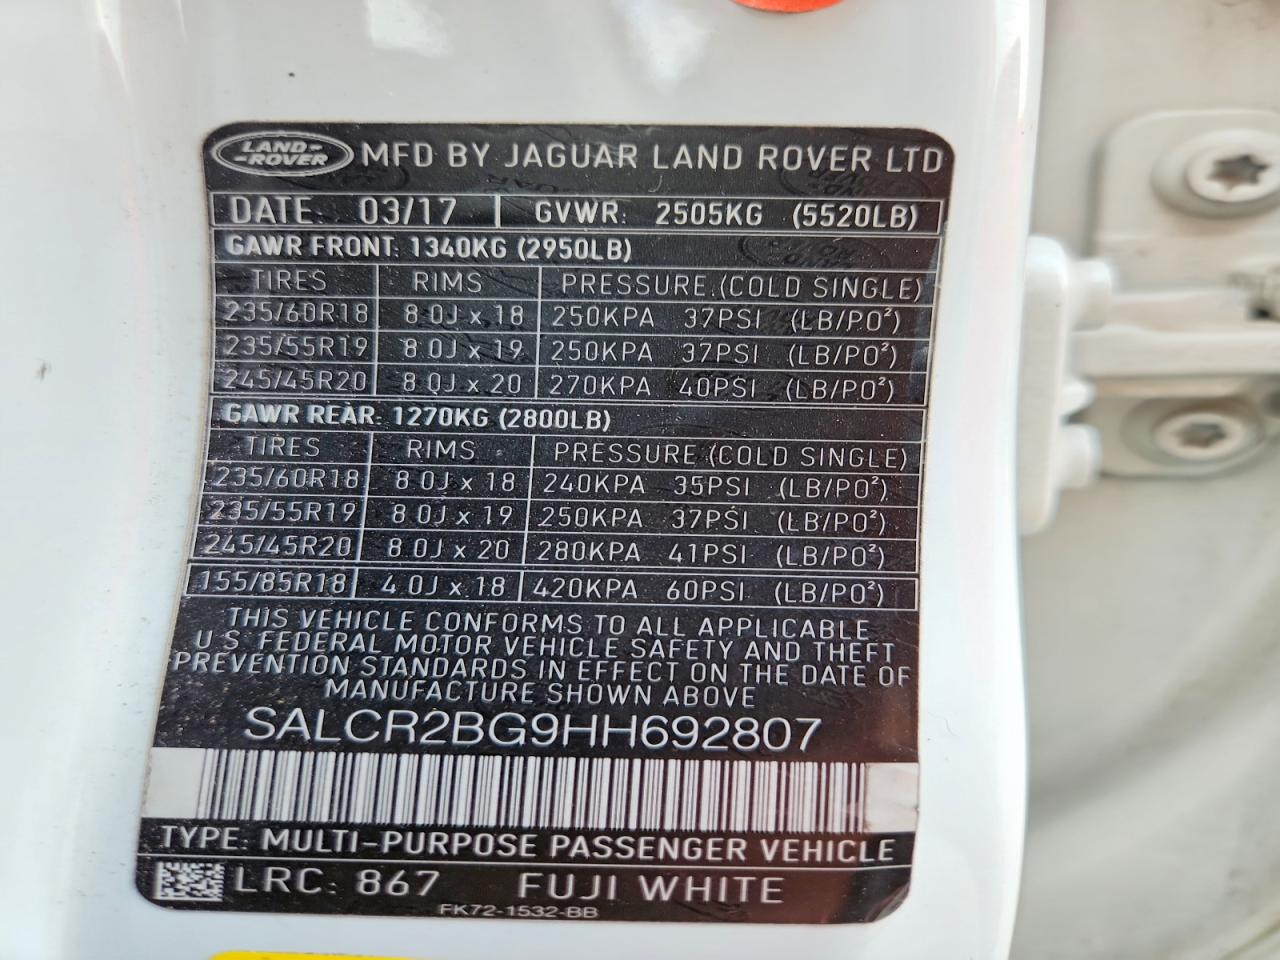 LAND-
-ROVER
MFD BY JAGUAR LAND ROVER LTD
DATE: 03/17 GVWR: 2505KG (5520LB)
GAWR FRONT: 1340KG (2950LB)
TIRES RIMS PRESSURE (COLD SINGLE)
235/60R18 8.0J x 18 250KPA 37PSI (LB/PO²)
235/55R19 8.0J x 19 250KPA 37PSI (LB/PO²)
245/45R20 8.0J x 20 270KPA 40PSI (LB/PO²)
GAWR REAR: 1270KG (2800LB)
TIRES RIMS PRESSURE (COLD SINGLE)
235/60R18 8.0J x 18 240KPA 35PSI (LB/PO²)
235/55R19 8.0J x 19 250KPA 37PSI (LB/PO²)
245/45R20 8.0J x 20 280KPA 41PSI (LB/PO²)
155/85R18 4.0J x 18 420KPA 60PSI (LB/PO²)
THIS VEHICLE CONFORMS TO ALL APPLICABLE
U.S. FEDERAL MOTOR VEHICLE SAFETY AND THEFT
PREVENTION STANDARDS IN EFFECT ON THE DATE OF
MANUFACTURE SHOWN ABOVE
SALCR2BG9HH692807
TYPE: MULTI-PURPOSE PASSENGER VEHICLE
LRC: 867 FUJI WHITE
FK72-1532-BB